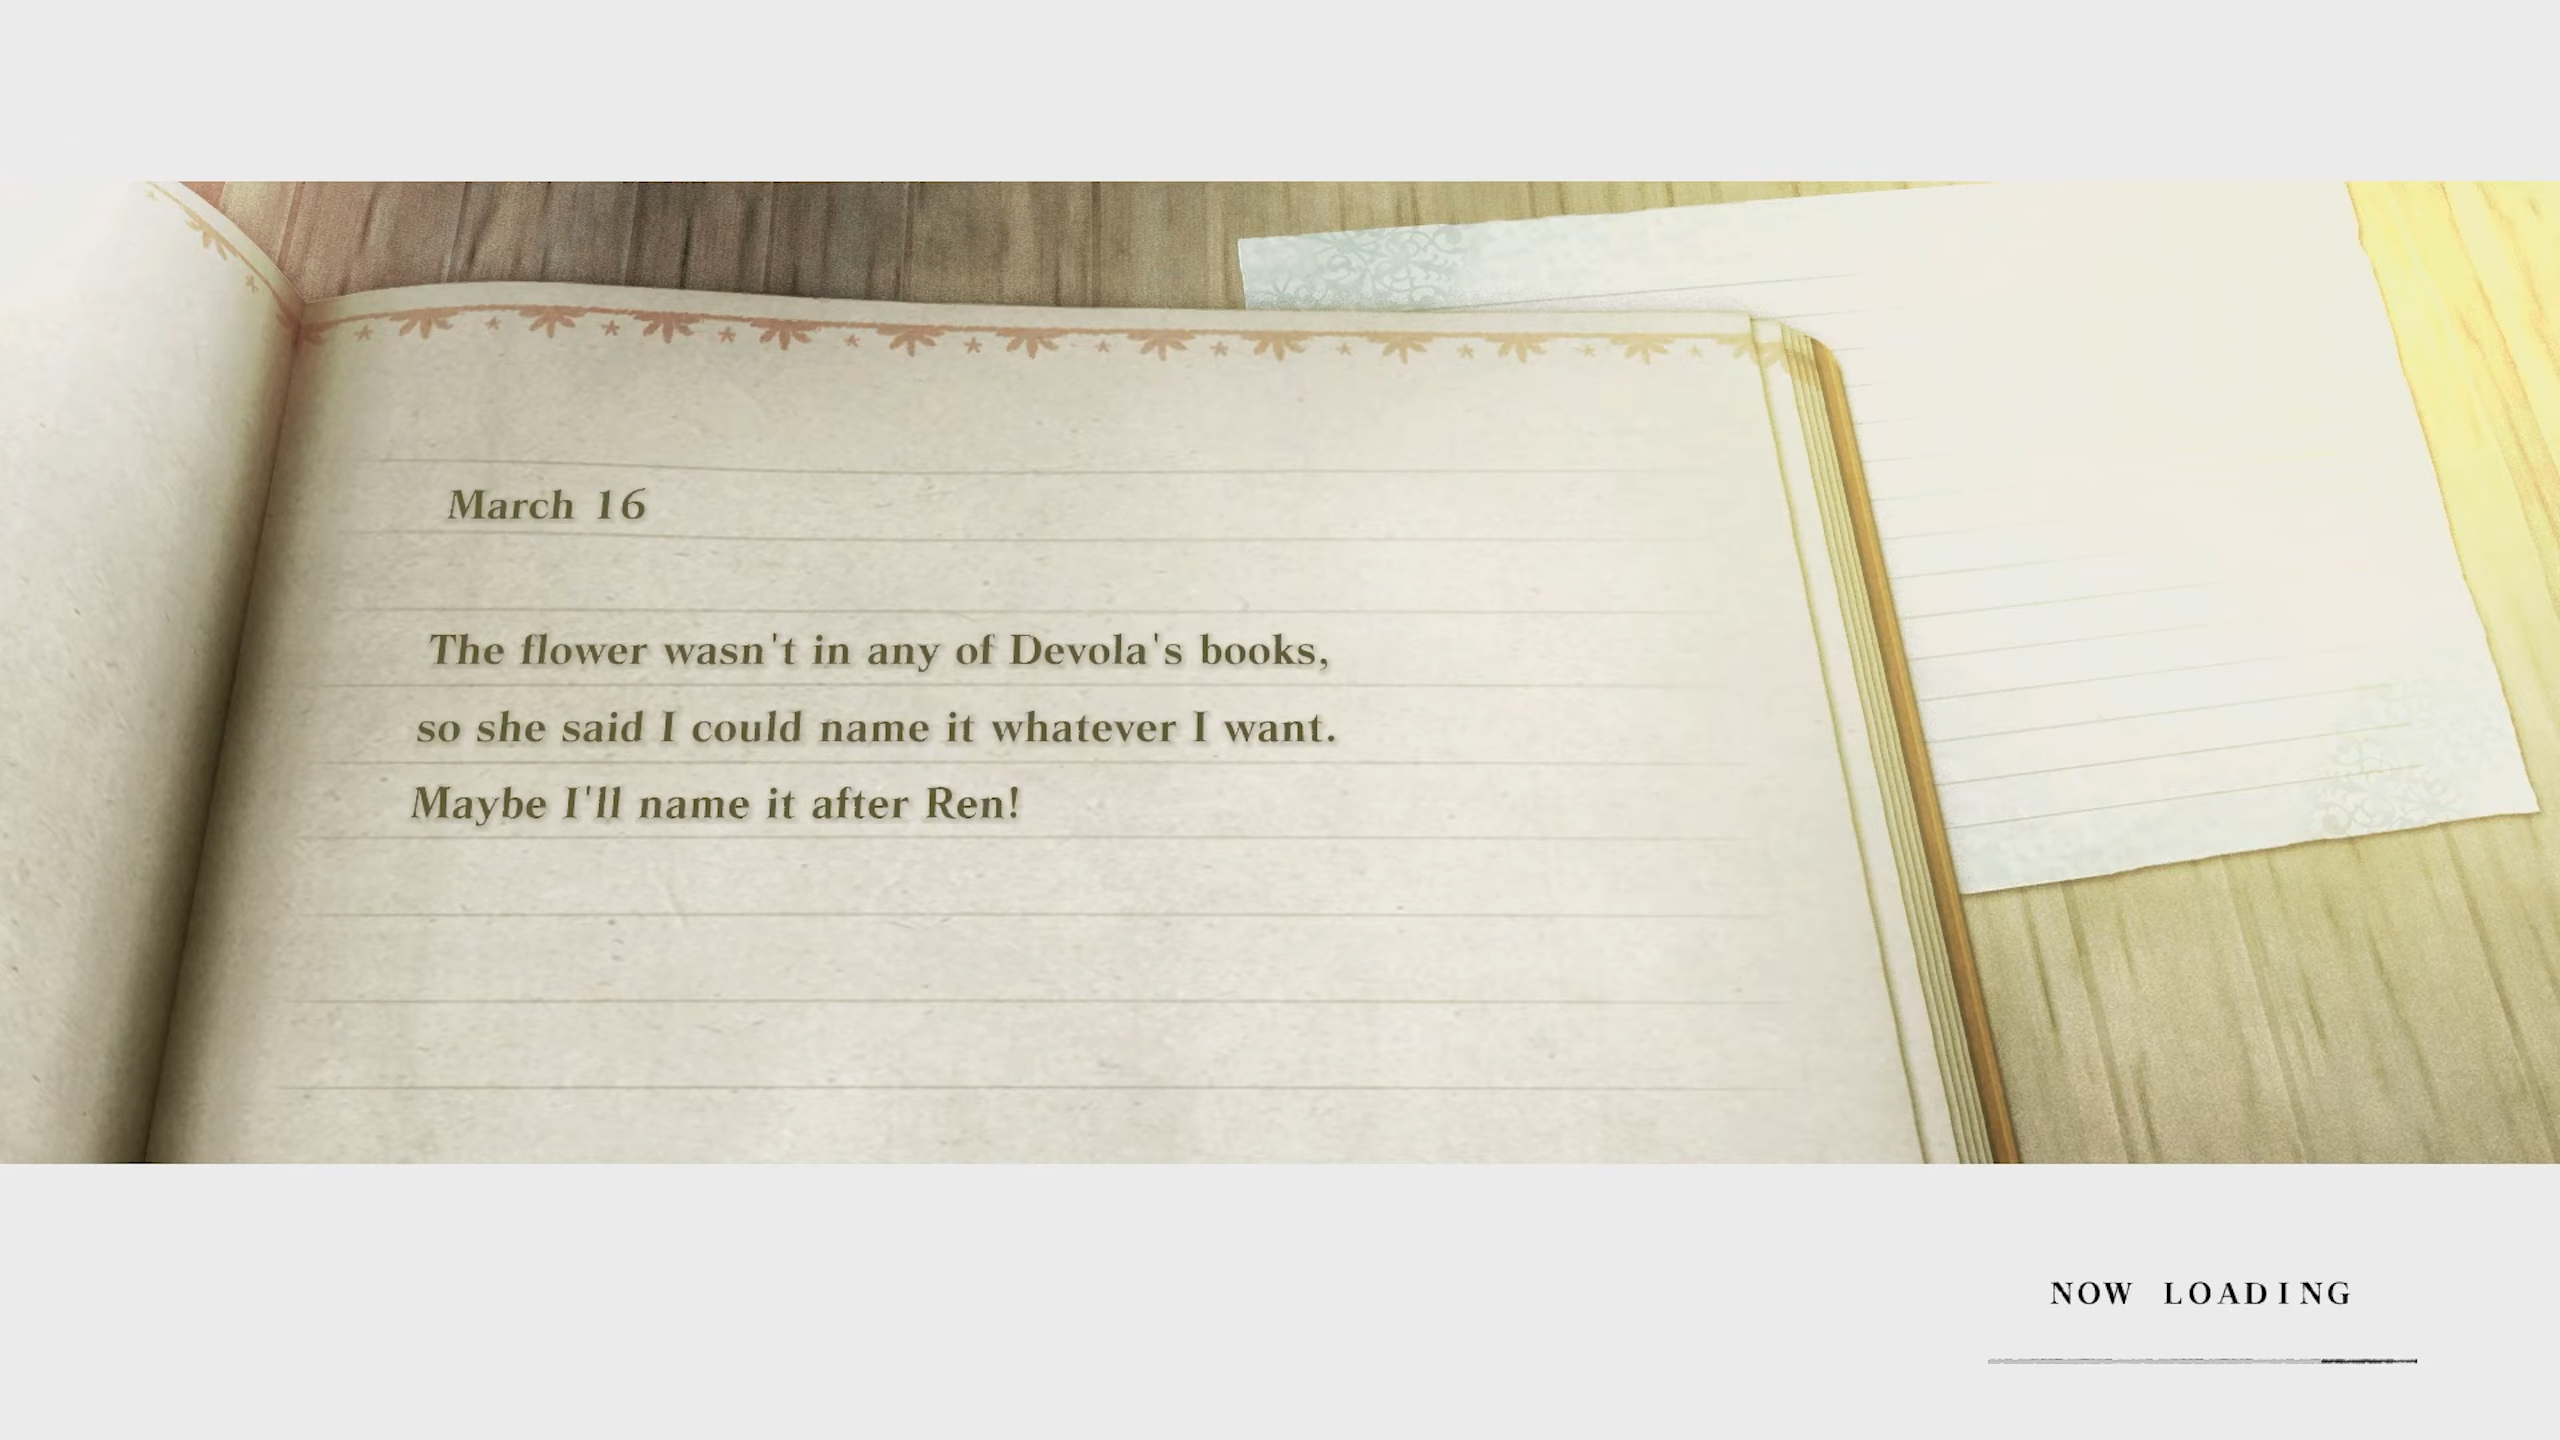 March 16
The flower wasn't in any of Devola's books,
so she said I could name it whatever I want.
Maybe I'll name it after Ren!
NOW LOADING